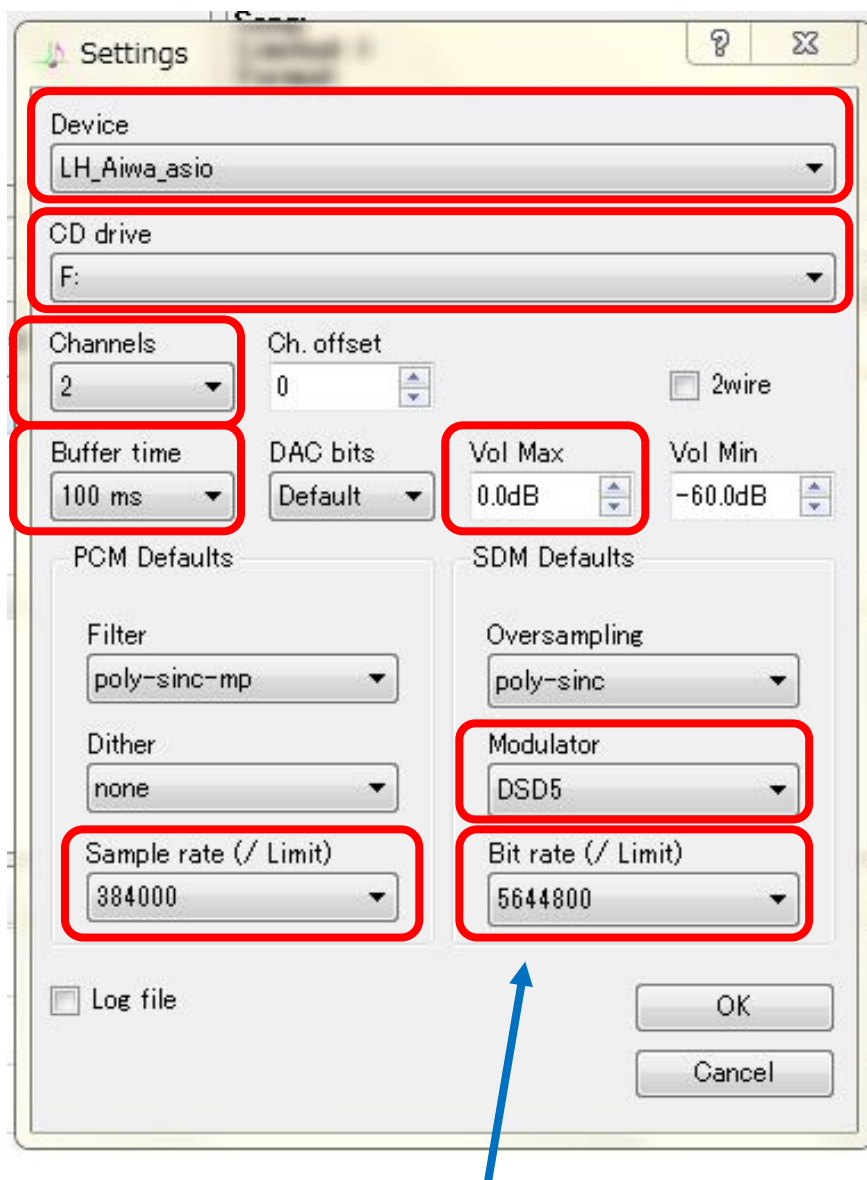 Settings
Device
LH_Aiwa_asio
CD drive
F:
Channels
Ch. offset
2
0
2wire
Buffer time
DAC bits
Vol Max
Vol Min
100 ms
Default
0.0dB
-60.0dB
PCM Defaults
SDM Defaults
Filter
Oversampling
poly-sinc-mp
poly-sinc
Dither
Modulator
none
DSD5
Sample rate (/ Limit)
Bit rate (/ Limit)
384000
5644800
Log file
OK
Cancel